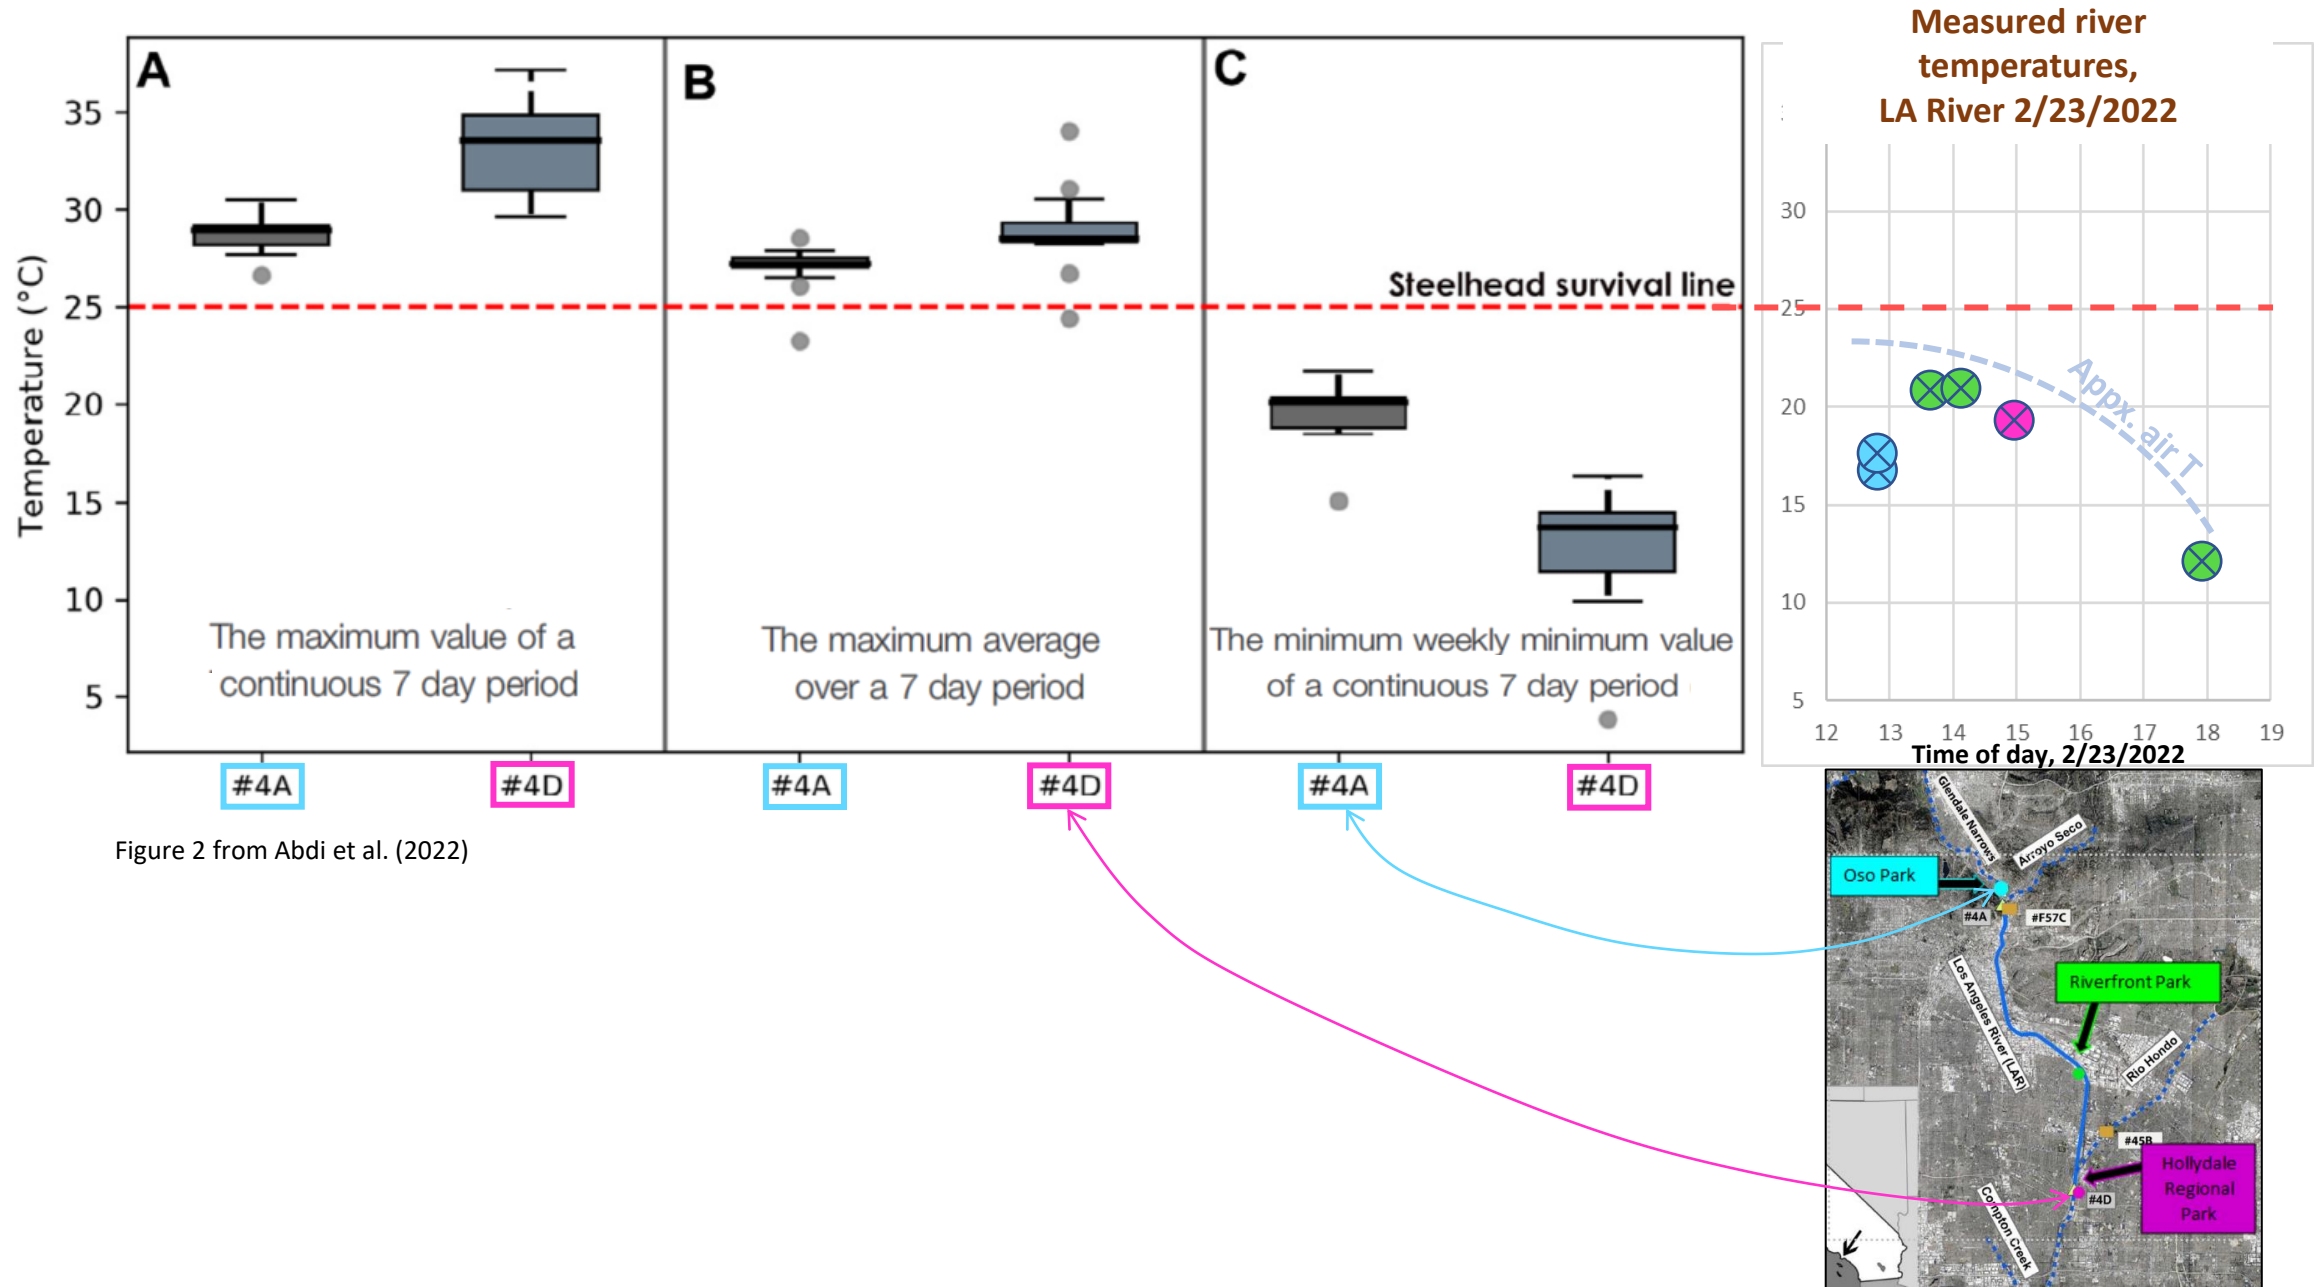 A
B
C
35
30
25
20
15
10
5
Temperature (°C)
Steelhead survival line
The maximum value of a
continuous 7 day period
The maximum average
over a 7 day period
The minimum weekly minimum value
of a continuous 7 day period
#4A
#4D
#4A
#4D
#4A
#4D
Figure 2 from Abdi et al. (2022)
Measured river
temperatures,
LA River 2/23/2022
30
25
20
15
10
5
Appx. air T
12 13 14 15 16 17 18 19
Time of day, 2/23/2022
Glendale Narrows
Arroyo Seco
Oso Park
#4A
#F57C
Los Angeles River (LAR)
Riverfront Park
Rio Hondo
#45B
Hollydale
Regional
Park
#4D
Compton Creek